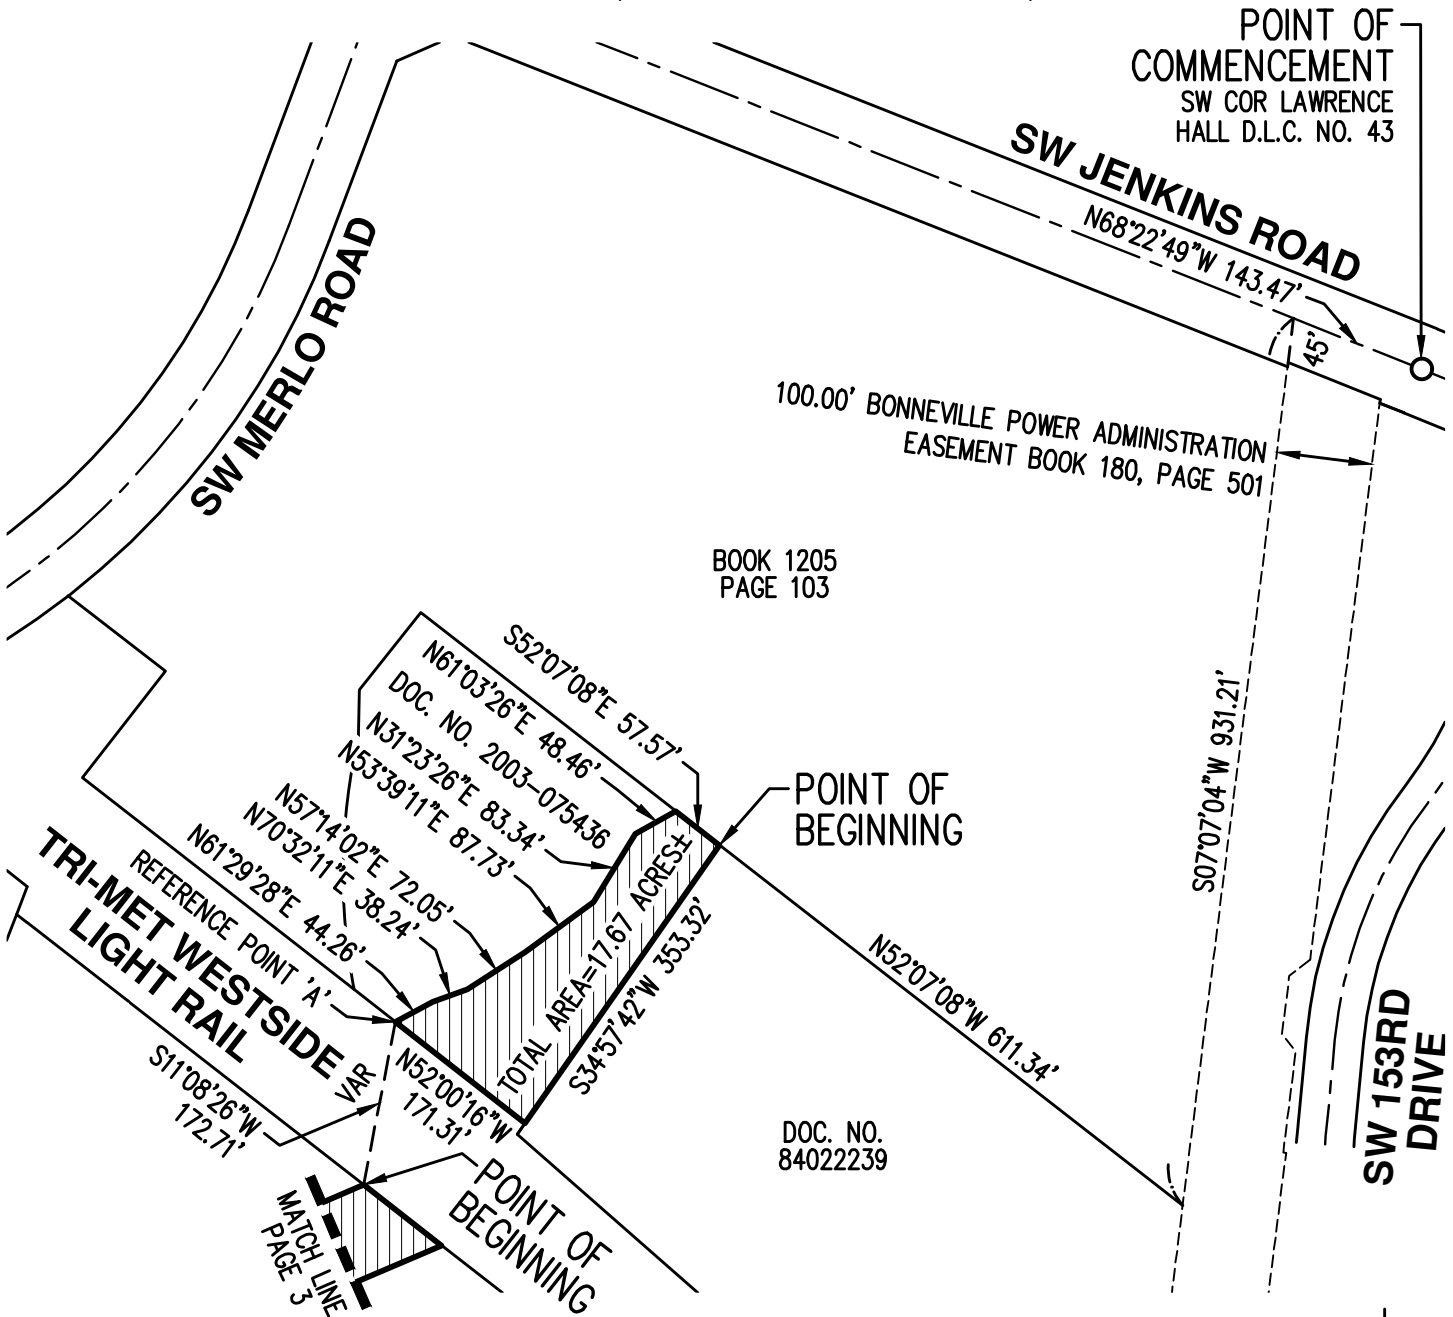 POINT OF
COMMENCEMENT
SW COR LAWRENCE
HALL D.L.C. NO. 43
SW JENKINS ROAD
N68°22'49"W 143.47'
45'
SW MERLO ROAD
100.00' BONNEVILLE POWER ADMINISTRATION
EASEMENT BOOK 180, PAGE 501
BOOK 1205
PAGE 103
S52°07'08"E 57.57'
N61°03'26"E 48.46'
DOC. NO. 2003-075436
N31°23'26"E 83.34'
N53°39'11"E 87.73'
N57°14'02"E 72.05'
N70°32'11"E 38.24'
N61°29'28"E 44.26'
REFERENCE POINT 'A'
TRI-MET WESTSIDE
LIGHT RAIL
POINT OF
BEGINNING
TOTAL AREA=17.67 ACRES±
S34°57'42"W 353.32'
N52°07'08"W 611.34'
S07°07'04"W 931.21'
SW 153RD
DRIVE
VAR
N52°00'16"W
171.31'
S11°08'26"W
172.71'
DOC. NO.
84022239
POINT OF
BEGINNING
MATCH LINE
PAGE 3